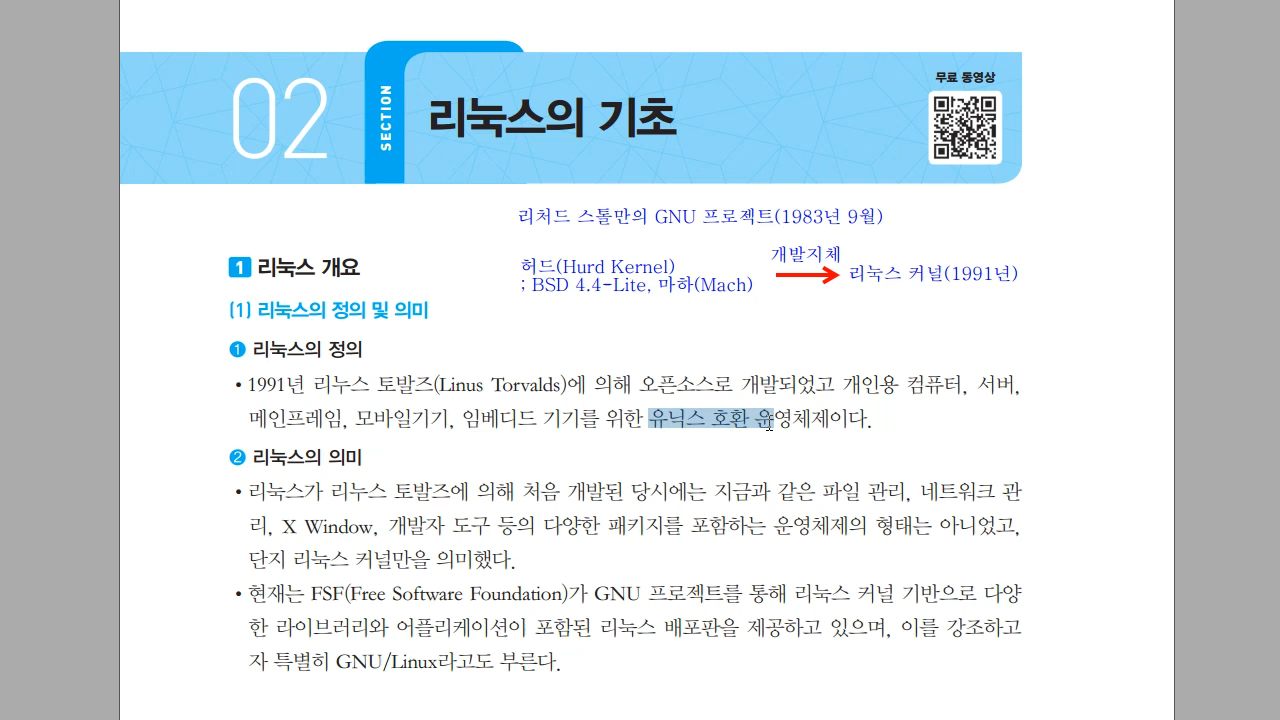 02
SECTION
리눅스의 기초
무료 동영상
리처드 스톨만의 GNU 프로젝트(1983년 9월)
허드(Hurd Kernel)
; BSD 4.4-Lite, 마하(Mach)
개발지체
리눅스 커널(1991년)
1 리눅스 개요
(1) 리눅스의 정의 및 의미
❶ 리눅스의 정의
• 1991년 리누스 토발즈(Linus Torvalds)에 의해 오픈소스로 개발되었고 개인용 컴퓨터, 서버,
메인프레임, 모바일기기, 임베디드 기기를 위한 유닉스 호환 운영체제이다.
❷ 리눅스의 의미
• 리눅스가 리누스 토발즈에 의해 처음 개발된 당시에는 지금과 같은 파일 관리, 네트워크 관
리, X Window, 개발자 도구 등의 다양한 패키지를 포함하는 운영체제의 형태는 아니었고,
단지 리눅스 커널만을 의미했다.
• 현재는 FSF(Free Software Foundation)가 GNU 프로젝트를 통해 리눅스 커널 기반으로 다양
한 라이브러리와 어플리케이션이 포함된 리눅스 배포판을 제공하고 있으며, 이를 강조하고
자 특별히 GNU/Linux라고도 부른다.